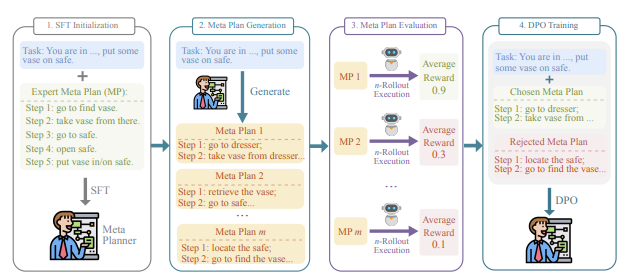 1. SFT Initialization
Task: You are in ..., put some
vase on safe.
+
Expert Meta Plan (MP):
Step 1: go to find vase.
Step 2: take vase from there.
Step 3: go to safe.
Step 4: open safe.
Step 5: put vase in/on safe.
SFT
Meta
Planner
2. Meta Plan Generation
Task: You are in ..., put some
vase on safe.
Generate
Meta Plan 1
Step 1: go to dresser;
Step 2: take vase from dresser...
Meta Plan 2
Step 1: retrieve the vase;
Step 2: go to safe...
...
Meta Plan m
Step 1: locate the safe;
Step 2: go to find the vase...
3. Meta Plan Evaluation
MP 1
n-Rollout
Execution
Average
Reward
0.9
MP 2
n-Rollout
Execution
Average
Reward
0.3
...
MP m
n-Rollout
Execution
Average
Reward
0.1
4. DPO Training
Task: You are in ..., put some
vase on safe.
+
Chosen Meta Plan
Step 1: go to dresser;
Step 2: take vase from ...
Rejected Meta Plan
Step 1: locate the safe;
Step 2: go to find the vase...
DPO